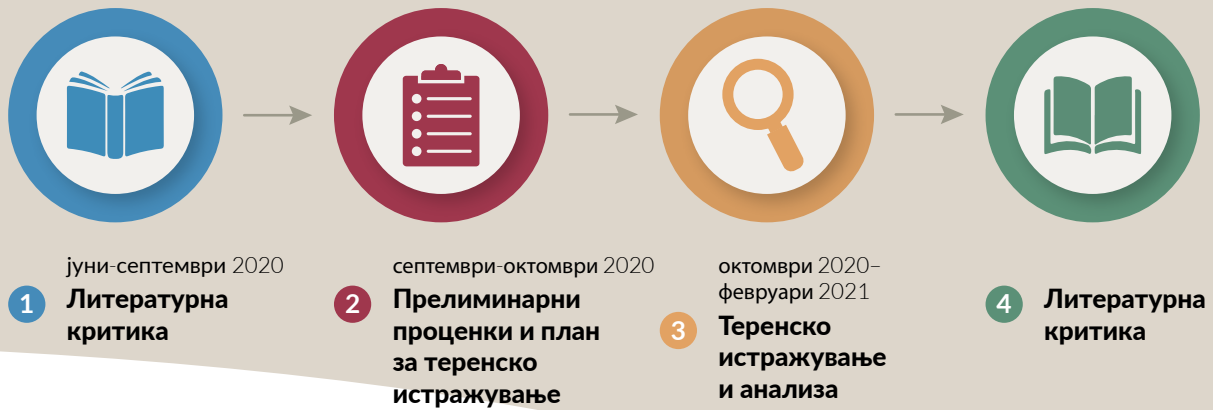 јуни-септември 2020
1 Литературна
критика
септември-октомври 2020
2 Прелиминарни
проценки и план
за теренско
истражување
октомври 2020–
февруари 2021
3 Теренско
истражување
и анализа
4 Литературна
критика